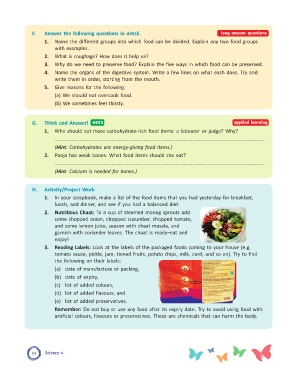 F. Answer the following questions in detail. long answer questions
1. Name the different groups into which food can be divided. Explain any two food groups
with examples.
2. What is roughage? How does it help us?
3. Why do we need to preserve food? Explain the five ways in which food can be preserved.
4. Name the organs of the digestive system. Write a few lines on what each does. Try and
write them in order, starting from the mouth.
5. Give reasons for the following:
(a) We should not overcook food.
(b) We sometimes feel thirsty.
G. Think and Answer! HOTS applied learning
1. Who should eat more carbohydrate-rich food items: a labourer or judge? Why?
(Hint: Carbohydrates are energy-giving food items.)
2. Pooja has weak bones. What food items should she eat?
(Hint: Calcium is needed for bones.)
H. Activity/Project Work
1. In your scrapbook, make a list of the food items that you had yesterday for breakfast,
lunch, and dinner, and see if you had a balanced diet.
2. Nutritious Chaat: To a cup of steamed moong sprouts add
some chopped onion, chopped cucumber, chopped tomato,
and some lemon juice, season with chaat masala, and
garnish with coriander leaves. The chaat is ready—eat and
enjoy!
3. Reading Labels: Look at the labels of the packaged foods coming to your house (e.g.
tomato sauce, pickle, jam, tinned fruits, potato chips, milk, curd, and so on). Try to find
the following on their labels:
(a) date of manufacture or packing,
(b) date of expiry,
(c) list of added colours,
(d) list of added flavours, and
(e) list of added preservatives.
Remember: Do not buy or use any food after its expiry date. Try to avoid using food with
artificial colours, flavours or preservatives. These are chemicals that can harm the body.
Science 4